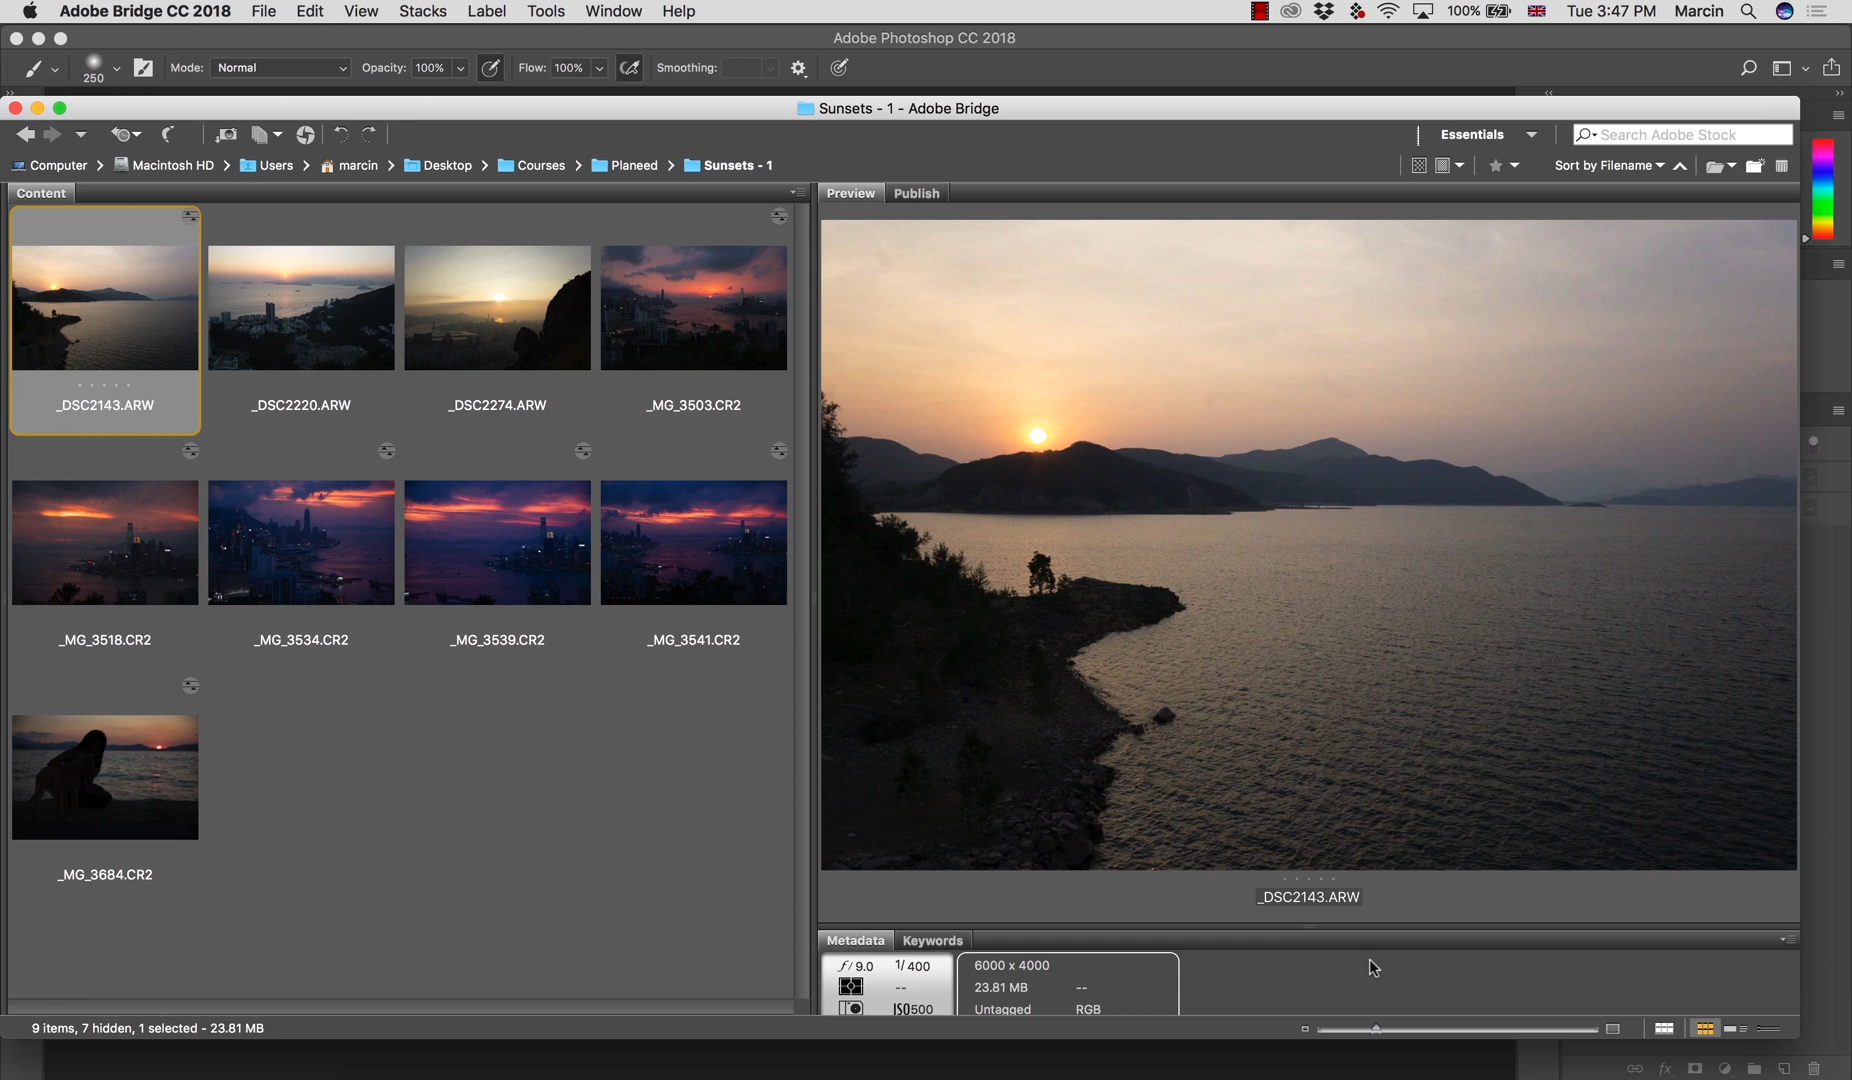 Adobe Bridge CC 2018 File Edit View Stacks Label Tools Window Help 100% Tue 3:47 PM Marcin
Adobe Photoshop CC 2018
250 Mode: Normal Opacity: 100% Flow: 100% Smoothing:
Sunsets - 1 - Adobe Bridge
Essentials Search Adobe Stock
Computer Macintosh HD Users marcin Desktop Courses Planeed Sunsets - 1 Sort by Filename
Content Preview Publish
_DSC2143.ARW _DSC2220.ARW _DSC2274.ARW _MG_3503.CR2
_MG_3518.CR2 _MG_3534.CR2 _MG_3539.CR2 _MG_3541.CR2
_MG_3684.CR2
_DSC2143.ARW
Metadata Keywords
f/9.0 1/400 6000 x 4000
-- 23.81 MB --
ISO500 Untagged RGB
9 items, 7 hidden, 1 selected - 23.81 MB
fx